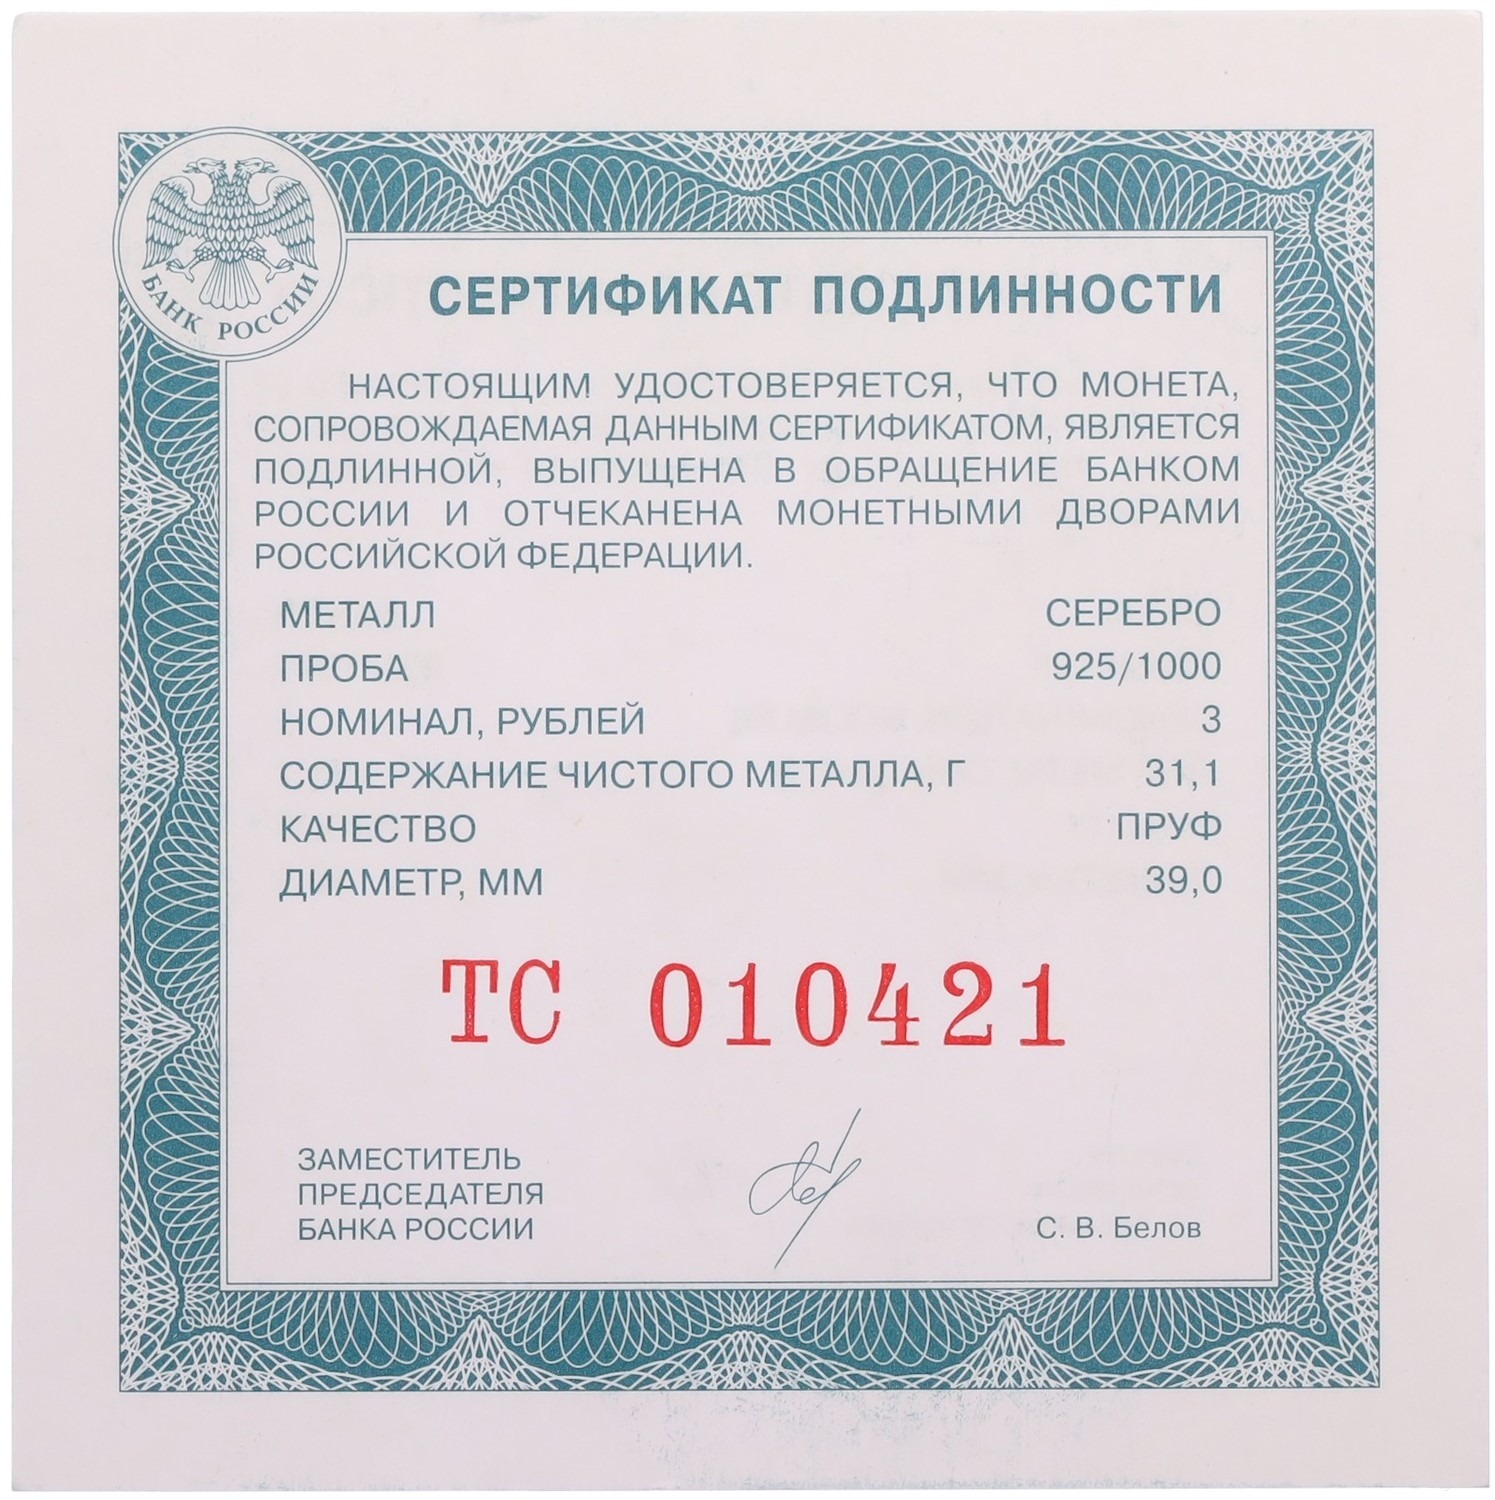 БАНК РОССИИ
СЕРТИФИКАТ ПОДЛИННОСТИ
НАСТОЯЩИМ УДОСТОВЕРЯЕТСЯ, ЧТО МОНЕТА,
СОПРОВОЖДАЕМАЯ ДАННЫМ СЕРТИФИКАТОМ, ЯВЛЯЕТСЯ
ПОДЛИННОЙ, ВЫПУЩЕНА В ОБРАЩЕНИЕ БАНКОМ
РОССИИ И ОТЧЕКАНЕНА МОНЕТНЫМИ ДВОРАМИ
РОССИЙСКОЙ ФЕДЕРАЦИИ.
МЕТАЛЛ СЕРЕБРО
ПРОБА 925/1000
НОМИНАЛ, РУБЛЕЙ 3
СОДЕРЖАНИЕ ЧИСТОГО МЕТАЛЛА, Г 31,1
КАЧЕСТВО ПРУФ
ДИАМЕТР, ММ 39,0
ТС 010421
ЗАМЕСТИТЕЛЬ
ПРЕДСЕДАТЕЛЯ
БАНКА РОССИИ С. В. Белов